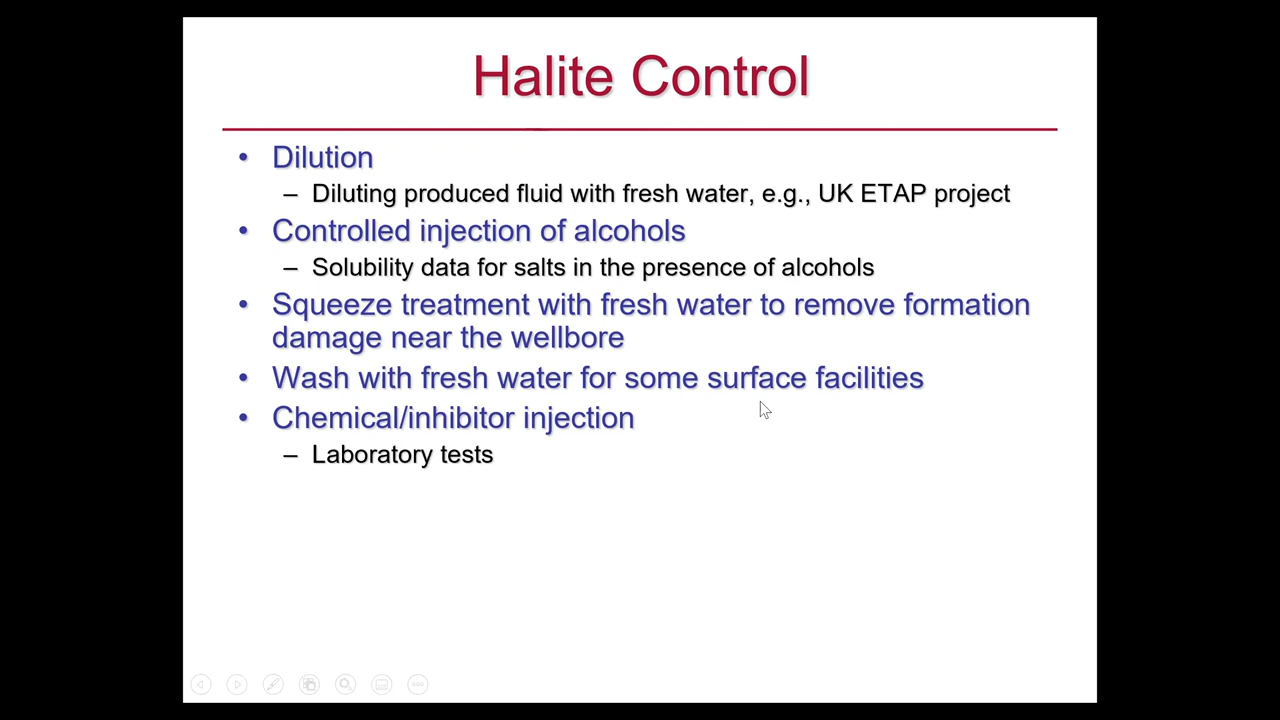 Halite Control
• Dilution
– Diluting produced fluid with fresh water, e.g., UK ETAP project
• Controlled injection of alcohols
– Solubility data for salts in the presence of alcohols
• Squeeze treatment with fresh water to remove formation
damage near the wellbore
• Wash with fresh water for some surface facilities
• Chemical/inhibitor injection
– Laboratory tests